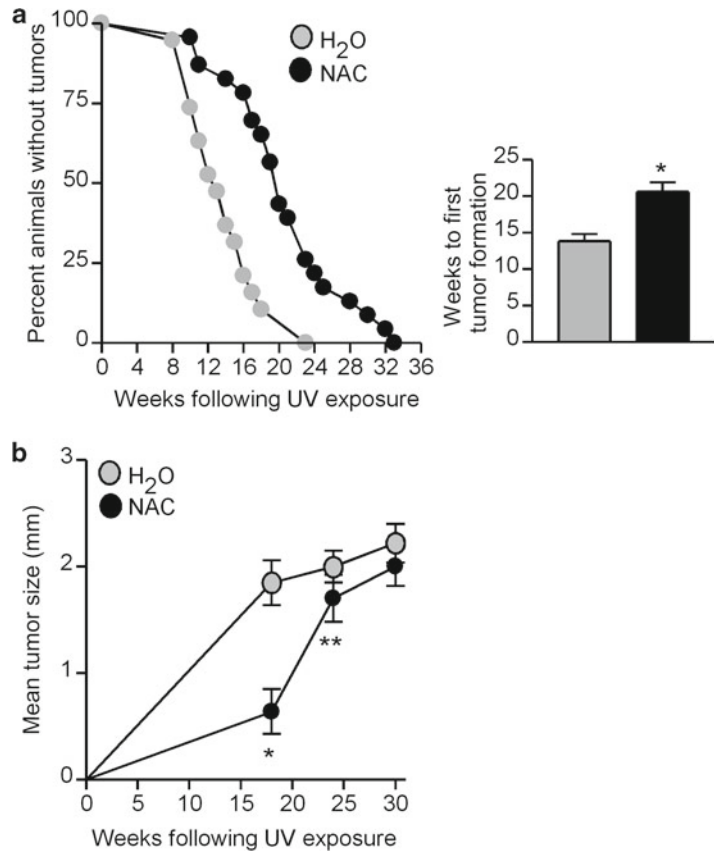 a
Percent animals without tumors
100
75
50
25
0
H2O
NAC
0 4 8 12 16 20 24 28 32 36
Weeks following UV exposure
Weeks to first
tumor formation
25
20
15
10
5
0
*
b
Mean tumor size (mm)
3
2
1
0
H2O
NAC
**
*
0 5 10 15 20 25 30
Weeks following UV exposure